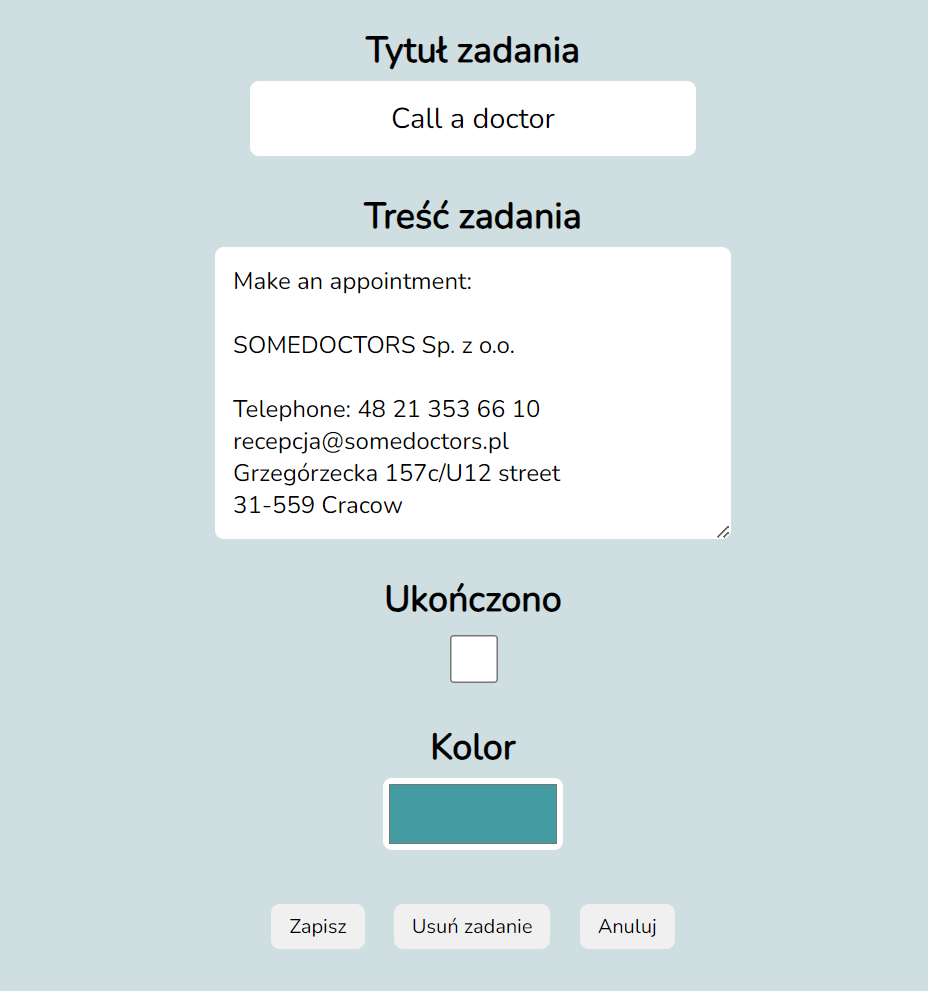 Tytuł zadania
Call a doctor
Treść zadania
Make an appointment:
SOMEDOCTORS Sp. z o.o.
Telephone: 48 21 353 66 10
recepcja@somedoctors.pl
Grzegórzecka 157c/U12 street
31-559 Cracow
Ukończono
Kolor
Zapisz Usuń zadanie Anuluj